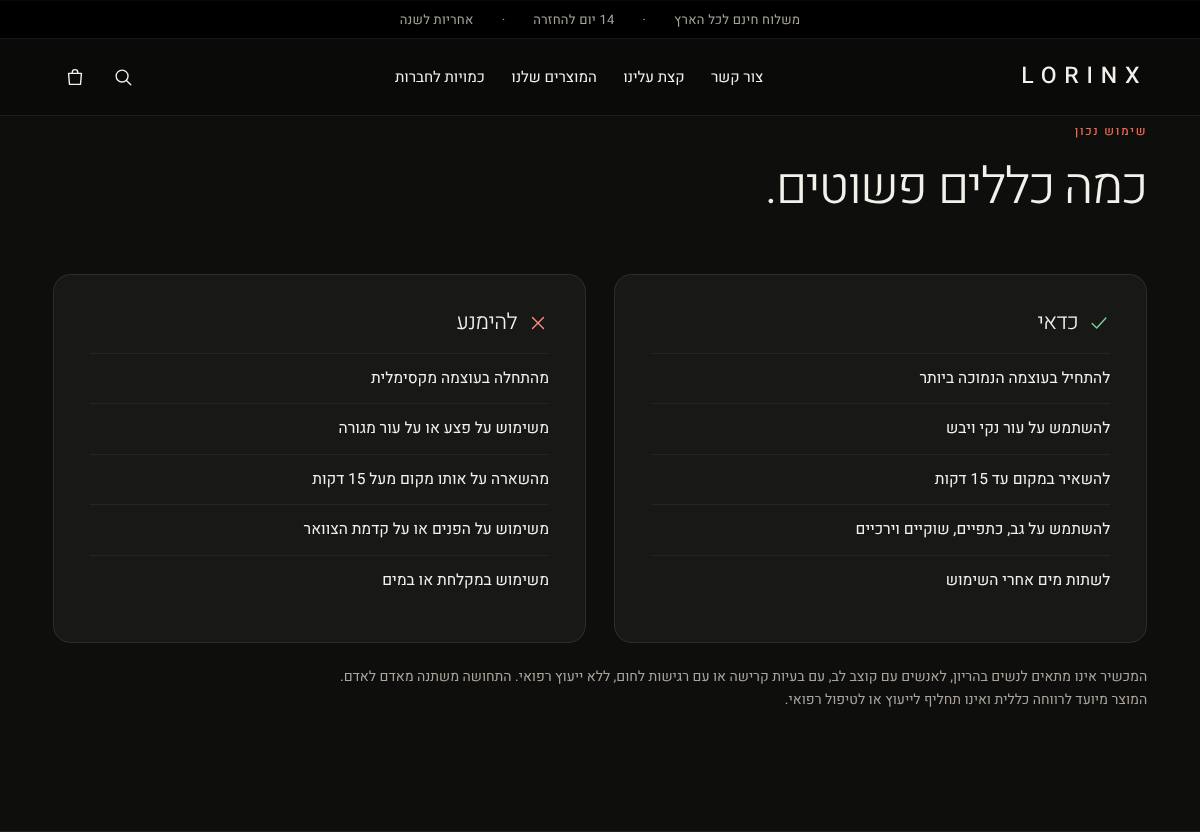 משלוח חינם לכל הארץ · 14 יום להחזרה · אחריות לשנה
LORINX
צור קשר קצת עלינו המוצרים שלנו כמויות לחברות
שימוש נכון
כמה כללים פשוטים.
כדאי
להתחיל בעוצמה הנמוכה ביותר
להשתמש על עור נקי ויבש
להשאיר במקום עד 15 דקות
להשתמש על גב, כתפיים, שוקיים וירכיים
לשתות מים אחרי השימוש
להימנע
מהתחלה בעוצמה מקסימלית
משימוש על פצע או על עור מגורה
מהשארה על אותו מקום מעל 15 דקות
משימוש על הפנים או על קדמת הצוואר
משימוש במקלחת או במים
המכשיר אינו מתאים לנשים בהריון, לאנשים עם קוצב לב, עם בעיות קרישה או עם רגישות לחום, ללא ייעוץ רפואי. התחושה משתנה מאדם לאדם.
המוצר מיועד לרווחה כללית ואינו תחליף לייעוץ או לטיפול רפואי.